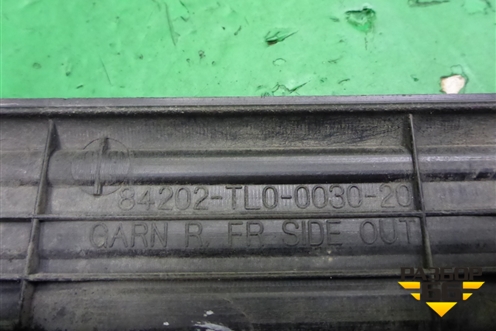 84202-TL0-0030-20
GARN R, FR SIDE OUT